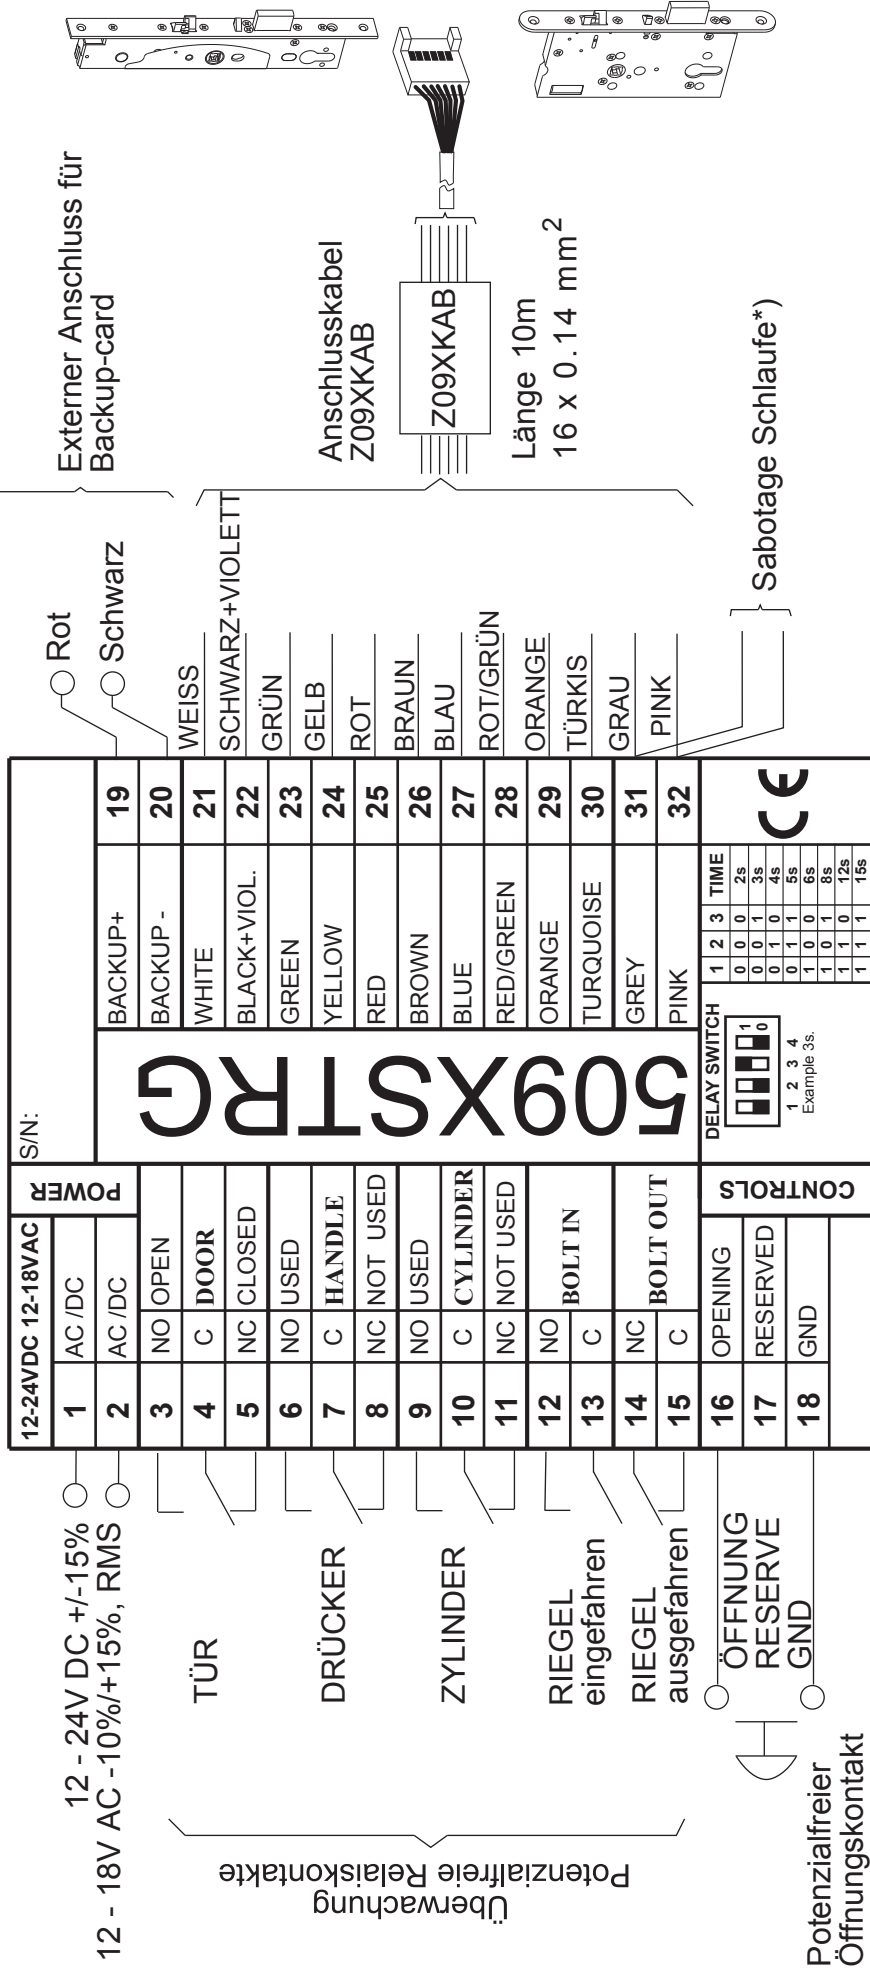 Externer Anschluss für
Backup-card
Rot
Schwarz
Anschlusskabel
Z09XKAB
Z09XKAB
Länge 10m
16 x 0.14 mm²
Sabotage Schlaufe*)
WEISS
SCHWARZ+VIOLETT
GRÜN
GELB
ROT
BRAUN
BLAU
ROT/GRÜN
ORANGE
TÜRKIS
GRAU
PINK
S/N:
509XSTRG
BACKUP+ 19
BACKUP - 20
WHITE 21
BLACK+VIOL. 22
GREEN 23
YELLOW 24
RED 25
BROWN 26
BLUE 27
RED/GREEN 28
ORANGE 29
TURQUOISE 30
GREY 31
PINK 32
DELAY SWITCH
1
0
1 2 3 4
Example 3s.
1 2 3 TIME
0 0 0 2s
0 0 1 3s
0 1 0 4s
0 1 1 5s
1 0 0 6s
1 0 1 8s
1 1 0 12s
1 1 1 15s
CE
12-24VDC 12-18VAC
POWER
1 AC /DC
2 AC /DC
3 NO OPEN
4 C DOOR
5 NC CLOSED
6 NO USED
7 C HANDLE
8 NC NOT USED
9 NO USED
10 C CYLINDER
11 NC NOT USED
12 NO
BOLT IN
13 C
14 NC
BOLT OUT
15 C
CONTROLS
16 OPENING
17 RESERVED
18 GND
12 - 24V DC +/-15%
12 - 18V AC -10%/+15%, RMS
TÜR
DRÜCKER
ZYLINDER
RIEGEL
eingefahren
RIEGEL
ausgefahren
ÖFFNUNG
RESERVE
GND
Überwachung
Potenzialfreie Relaiskontakte
Potenzialfreier
Öffnungskontakt